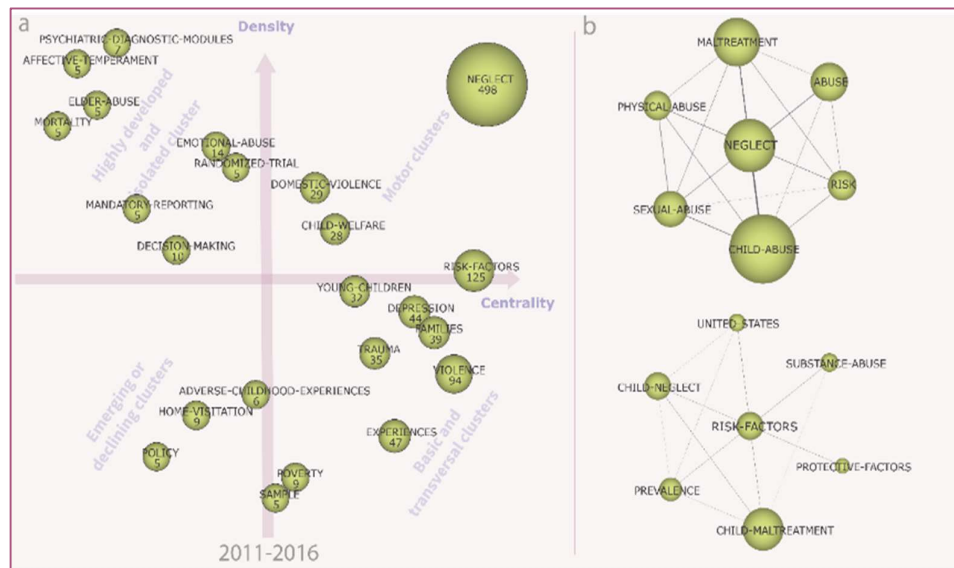 a
Density
PSYCHIATRIC-DIAGNOSTIC-MODULES
7
AFFECTIVE-TEMPERAMENT
5
ELDER-ABUSE
5
MORTALITY
5
Highly developed
and
isolated cluster
EMOTIONAL-ABUSE
14
RANDOMIZED-TRIAL
5
MANDATORY-REPORTING
5
DECISION-MAKING
10
NEGLECT
498
Motor clusters
DOMESTIC-VIOLENCE
29
CHILD-WELFARE
28
RISK-FACTORS
125
Centrality
YOUNG-CHILDREN
32
DEPRESSION
44
FAMILIES
39
TRAUMA
35
VIOLENCE
94
EXPERIENCES
47
Basic and
transversal clusters
ADVERSE-CHILDHOOD-EXPERIENCES
6
HOME-VISITATION
9
Emerging or
declining clusters
POLICY
5
POVERTY
9
SAMPLE
5
2011-2016
b
MALTREATMENT
ABUSE
PHYSICAL-ABUSE
NEGLECT
RISK
SEXUAL-ABUSE
CHILD-ABUSE
UNITED-STATES
SUBSTANCE-ABUSE
CHILD-NEGLECT
RISK-FACTORS
PROTECTIVE-FACTORS
PREVALENCE
CHILD-MALTREATMENT